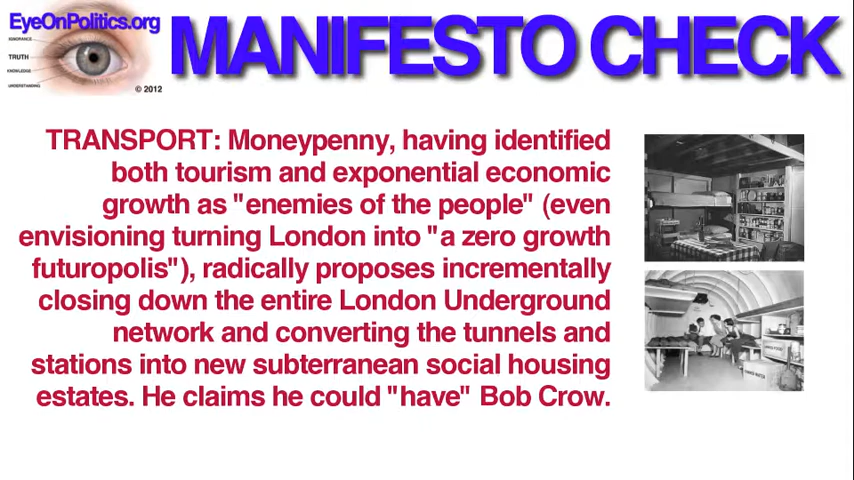 EyeOnPolitics.org
IGNORANCE
TRUTH
KNOWLEDGE
UNDERSTANDING
© 2012
MANIFESTO CHECK
TRANSPORT: Moneypenny, having identified
both tourism and exponential economic
growth as "enemies of the people" (even
envisioning turning London into "a zero growth
futuropolis"), radically proposes incrementally
closing down the entire London Underground
network and converting the tunnels and
stations into new subterranean social housing
estates. He claims he could "have" Bob Crow.